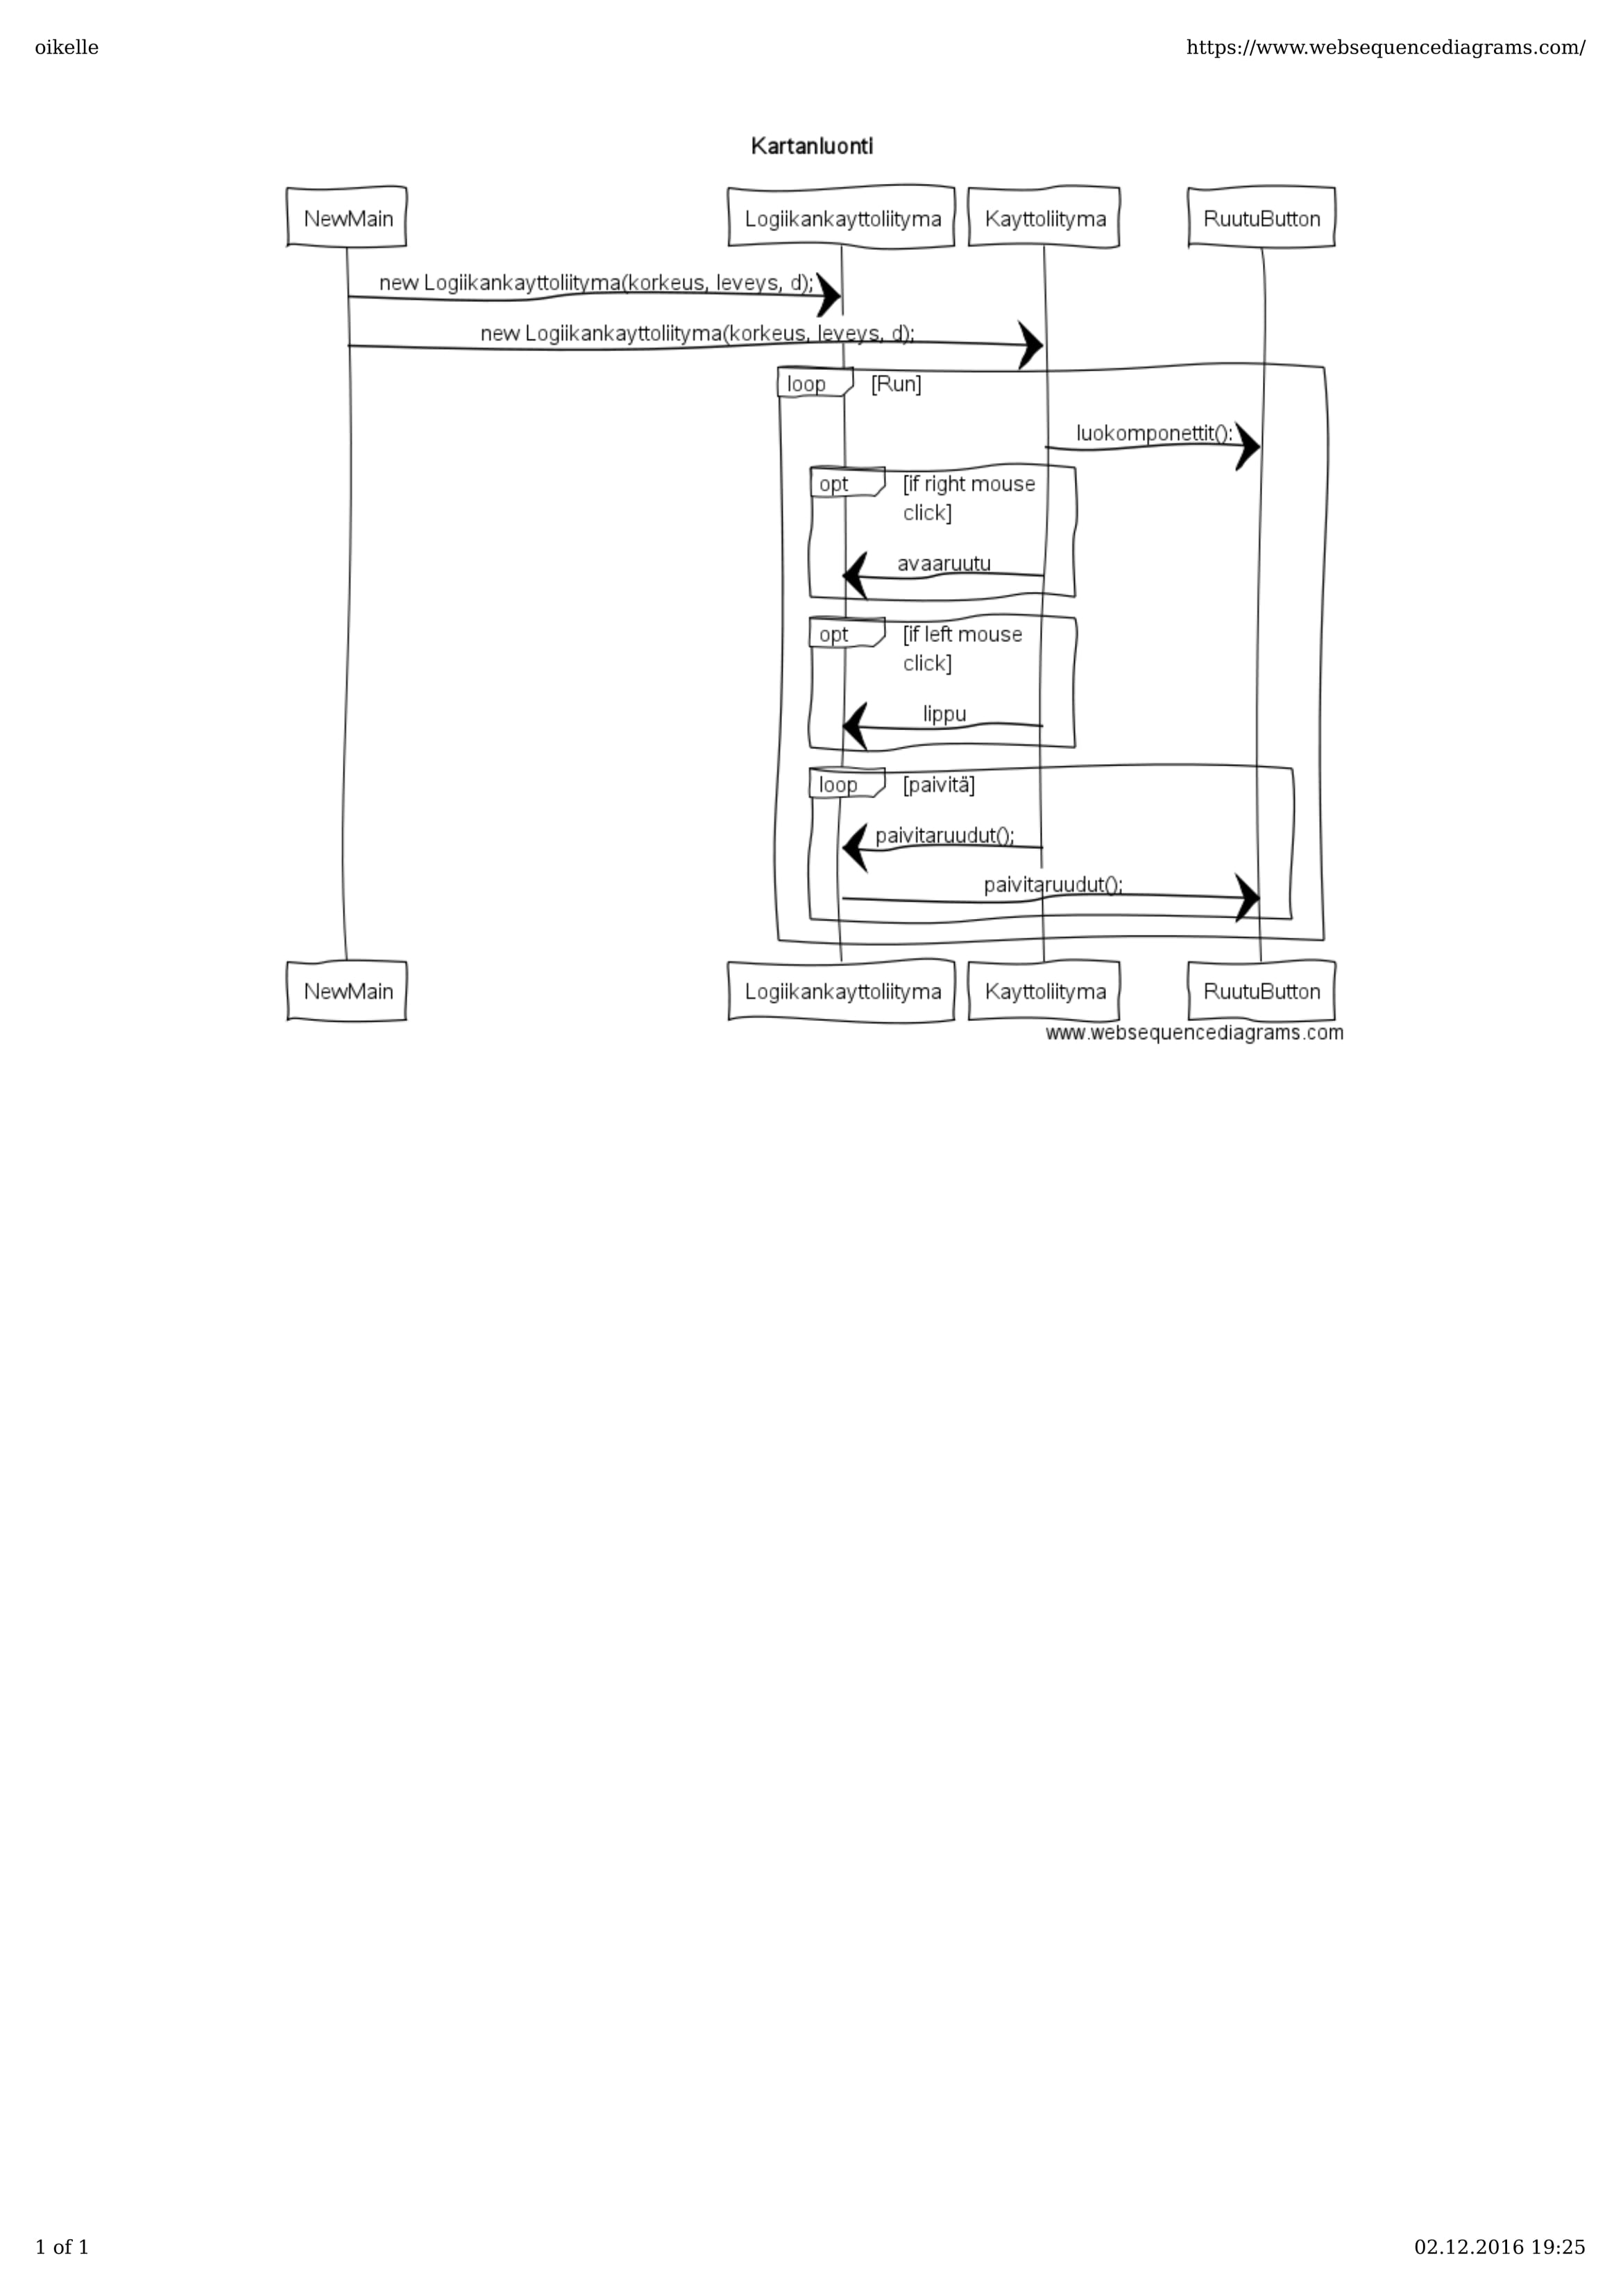 oikelle
https://www.websequencediagrams.com/
Kartanluonti
NewMain
Logiikankayttoliityma
Kayttoliityma
RuutuButton
new Logiikankayttoliityma(korkeus, leveys, d);
new Logiikankayttoliityma(korkeus, leveys, d);
loop
[Run]
luokomponettit();
opt
[if right mouse
click]
avaaruutu
opt
[if left mouse
click]
lippu
loop
[paivitä]
paivitaruudut();
paivitaruudut();
NewMain
Logiikankayttoliityma
Kayttoliityma
RuutuButton
www.websequencediagrams.com
1 of 1
02.12.2016 19:25